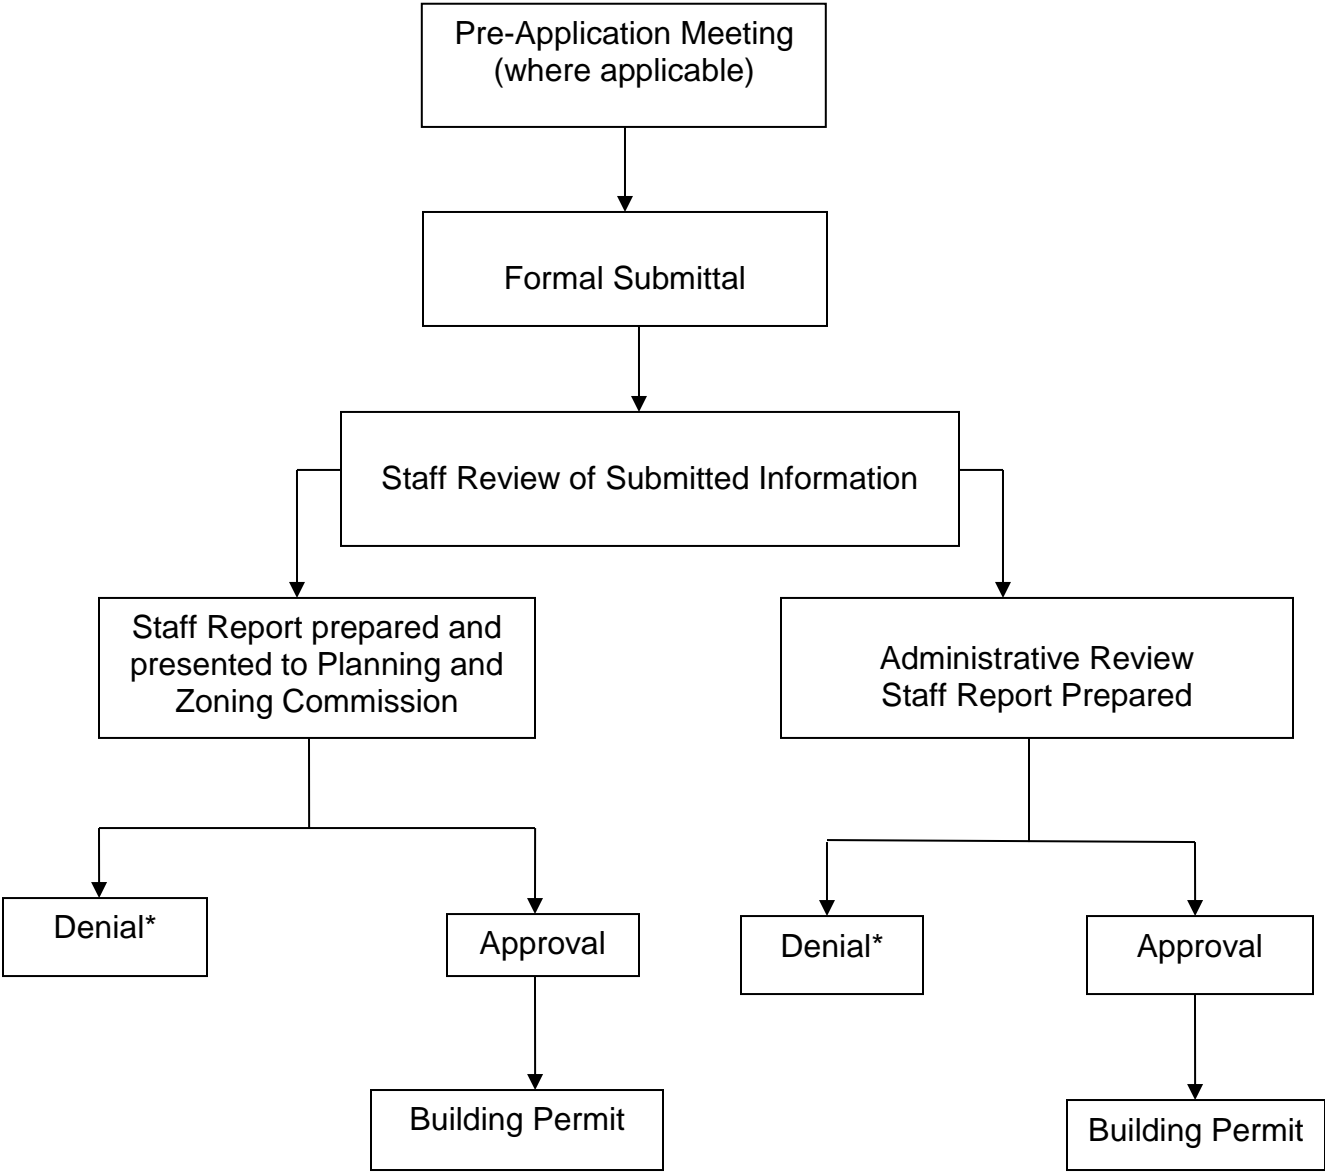 Pre-Application Meeting
(where applicable)
Formal Submittal
Staff Review of Submitted Information
Staff Report prepared and
presented to Planning and
Zoning Commission
Administrative Review
Staff Report Prepared
Denial*
Approval
Denial*
Approval
Building Permit
Building Permit